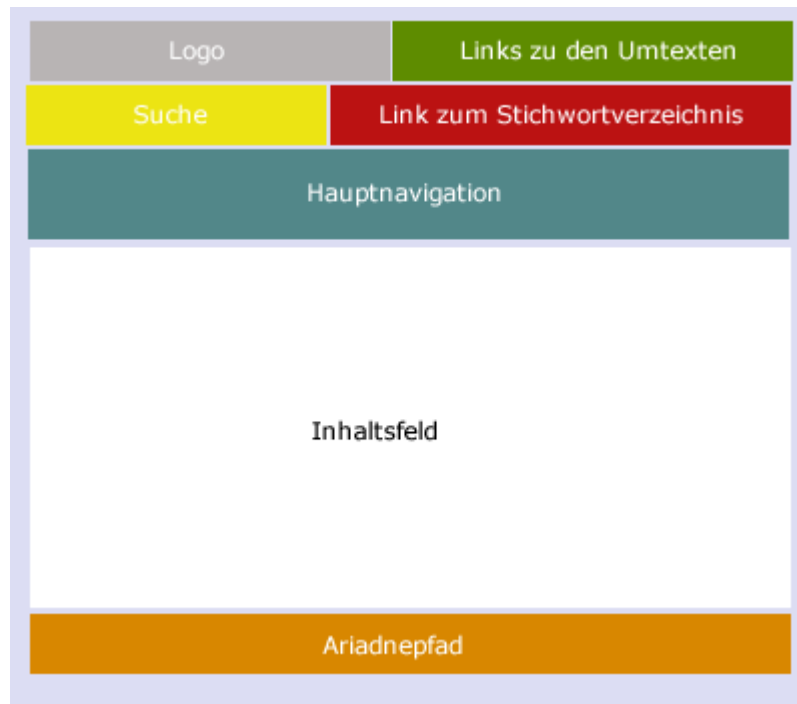 Logo
Links zu den Umtexten
Suche
Link zum Stichwortverzeichnis
Hauptnavigation
Inhaltsfeld
Ariadnepfad